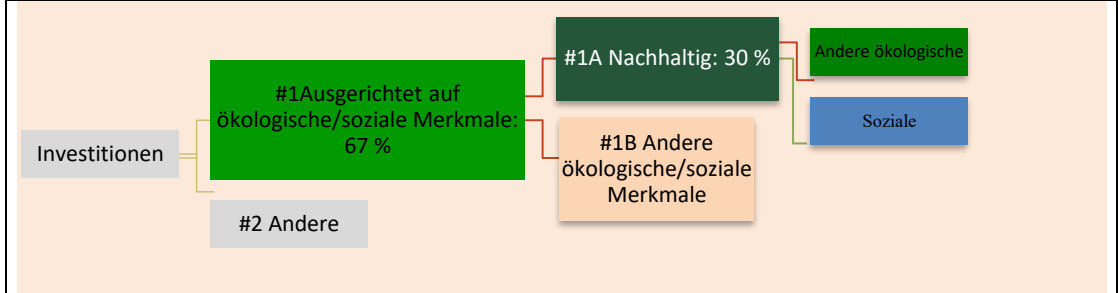 Investitionen
#1Ausgerichtet auf
ökologische/soziale Merkmale:
67 %
#2 Andere
#1A Nachhaltig: 30 %
#1B Andere
ökologische/soziale
Merkmale
Andere ökologische
Soziale